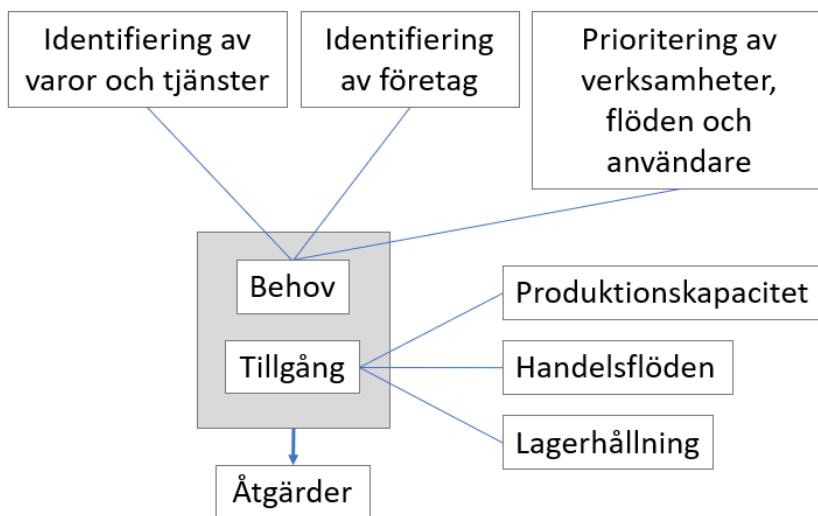 Identifiering av
varor och tjänster
Identifiering
av företag
Prioritering av
verksamheter,
flöden och
användare
Behov
Tillgång
Produktionskapacitet
Handelsflöden
Lagerhållning
Åtgärder